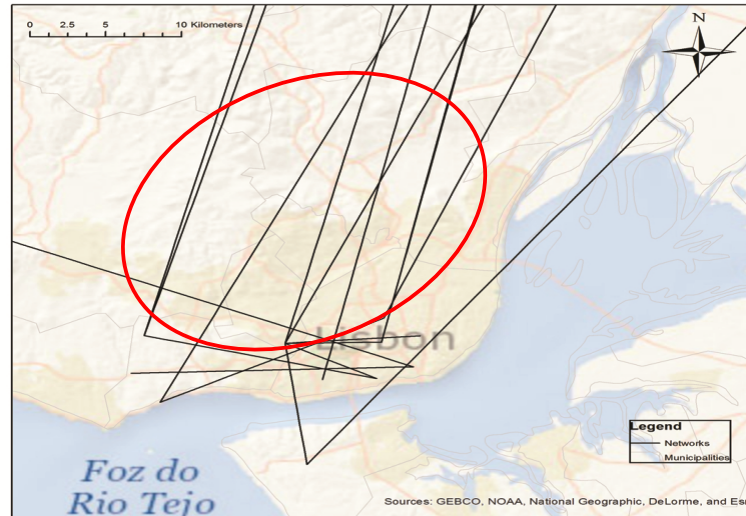 0 2.5 5 10 Kilometers
N
Lisbon
Legend
Networks
Municipalities
Foz do
Rio Tejo
Sources: GEBCO, NOAA, National Geographic, DeLorme, and Es